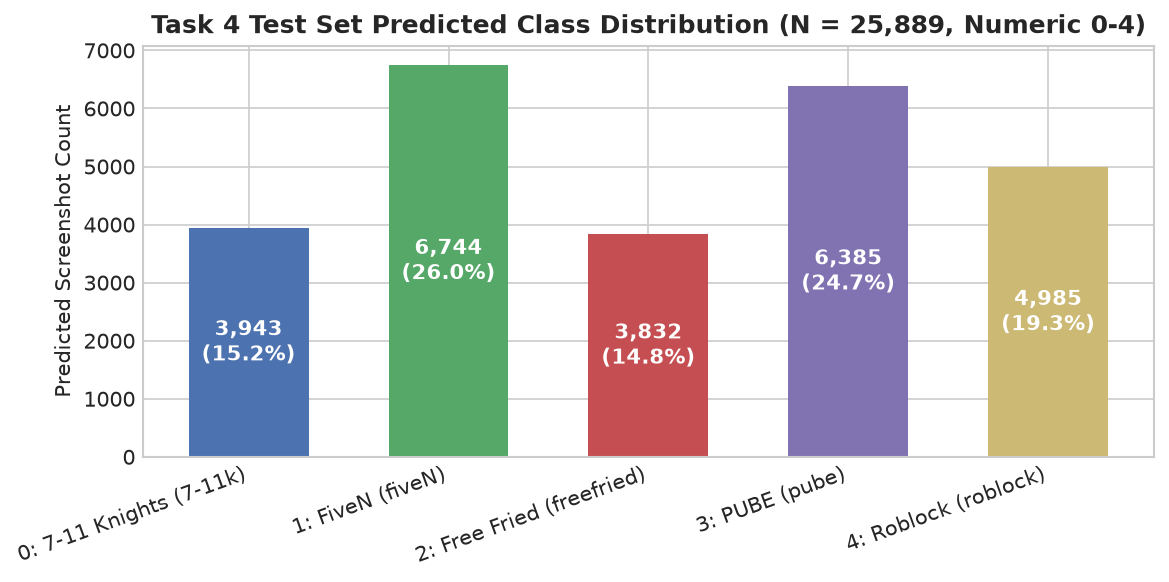 Task 4 Test Set Predicted Class Distribution (N = 25,889, Numeric 0-4)
Predicted Screenshot Count
7000
6000
5000
4000
3000
2000
1000
0
3,943
(15.2%)
6,744
(26.0%)
3,832
(14.8%)
6,385
(24.7%)
4,985
(19.3%)
0: 7-11 Knights (7-11k)
1: FiveN (fiveN)
2: Free Fried (freefried)
3: PUBE (pube)
4: Roblock (roblock)